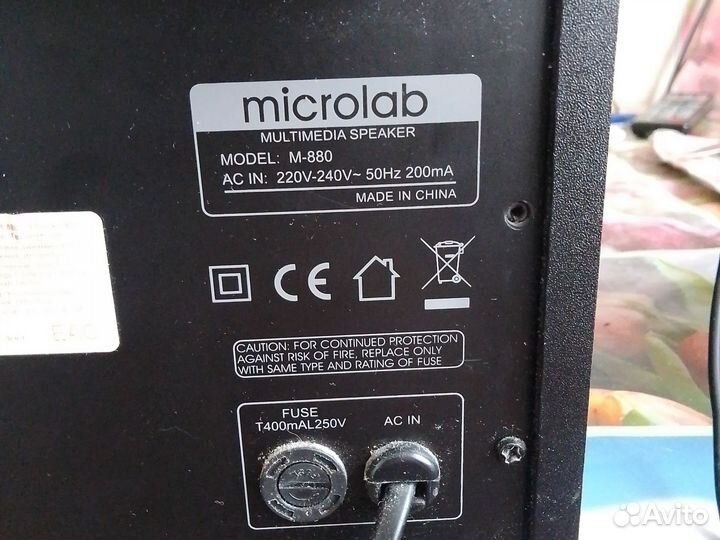 microlab
MULTIMEDIA SPEAKER
MODEL: M-880
AC IN: 220V-240V~ 50Hz 200mA
MADE IN CHINA
CE
CAUTION: FOR CONTINUED PROTECTION
AGAINST RISK OF FIRE, REPLACE ONLY
WITH SAME TYPE AND RATING OF FUSE
FUSE
T400mAL250V
AC IN
EAC
Avito